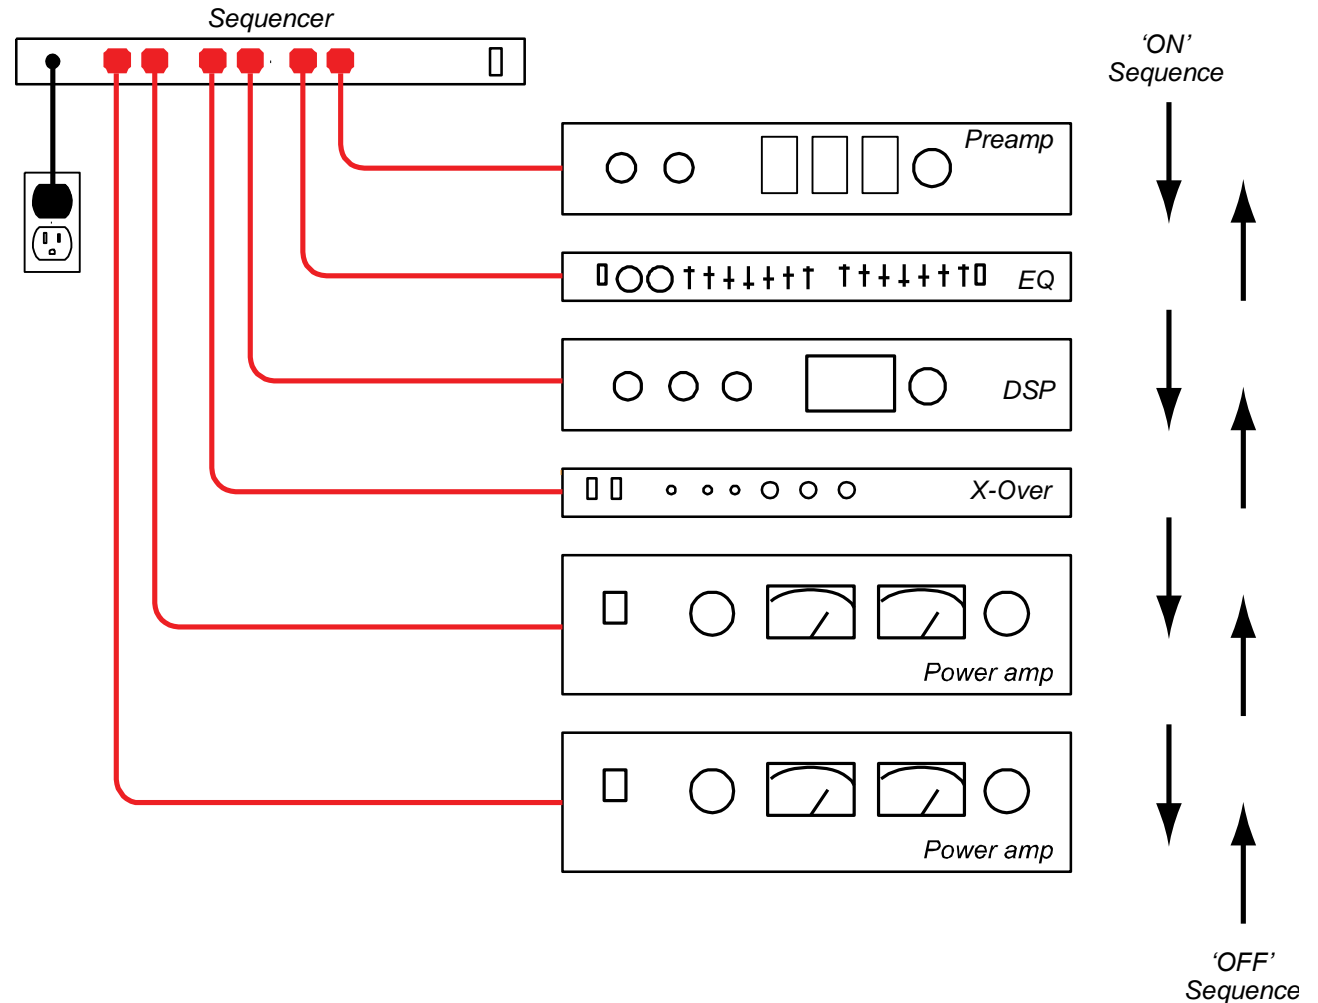 Sequencer
‘ON’
Sequence
Preamp
EQ
DSP
X-Over
Power amp
Power amp
‘OFF’
Sequence